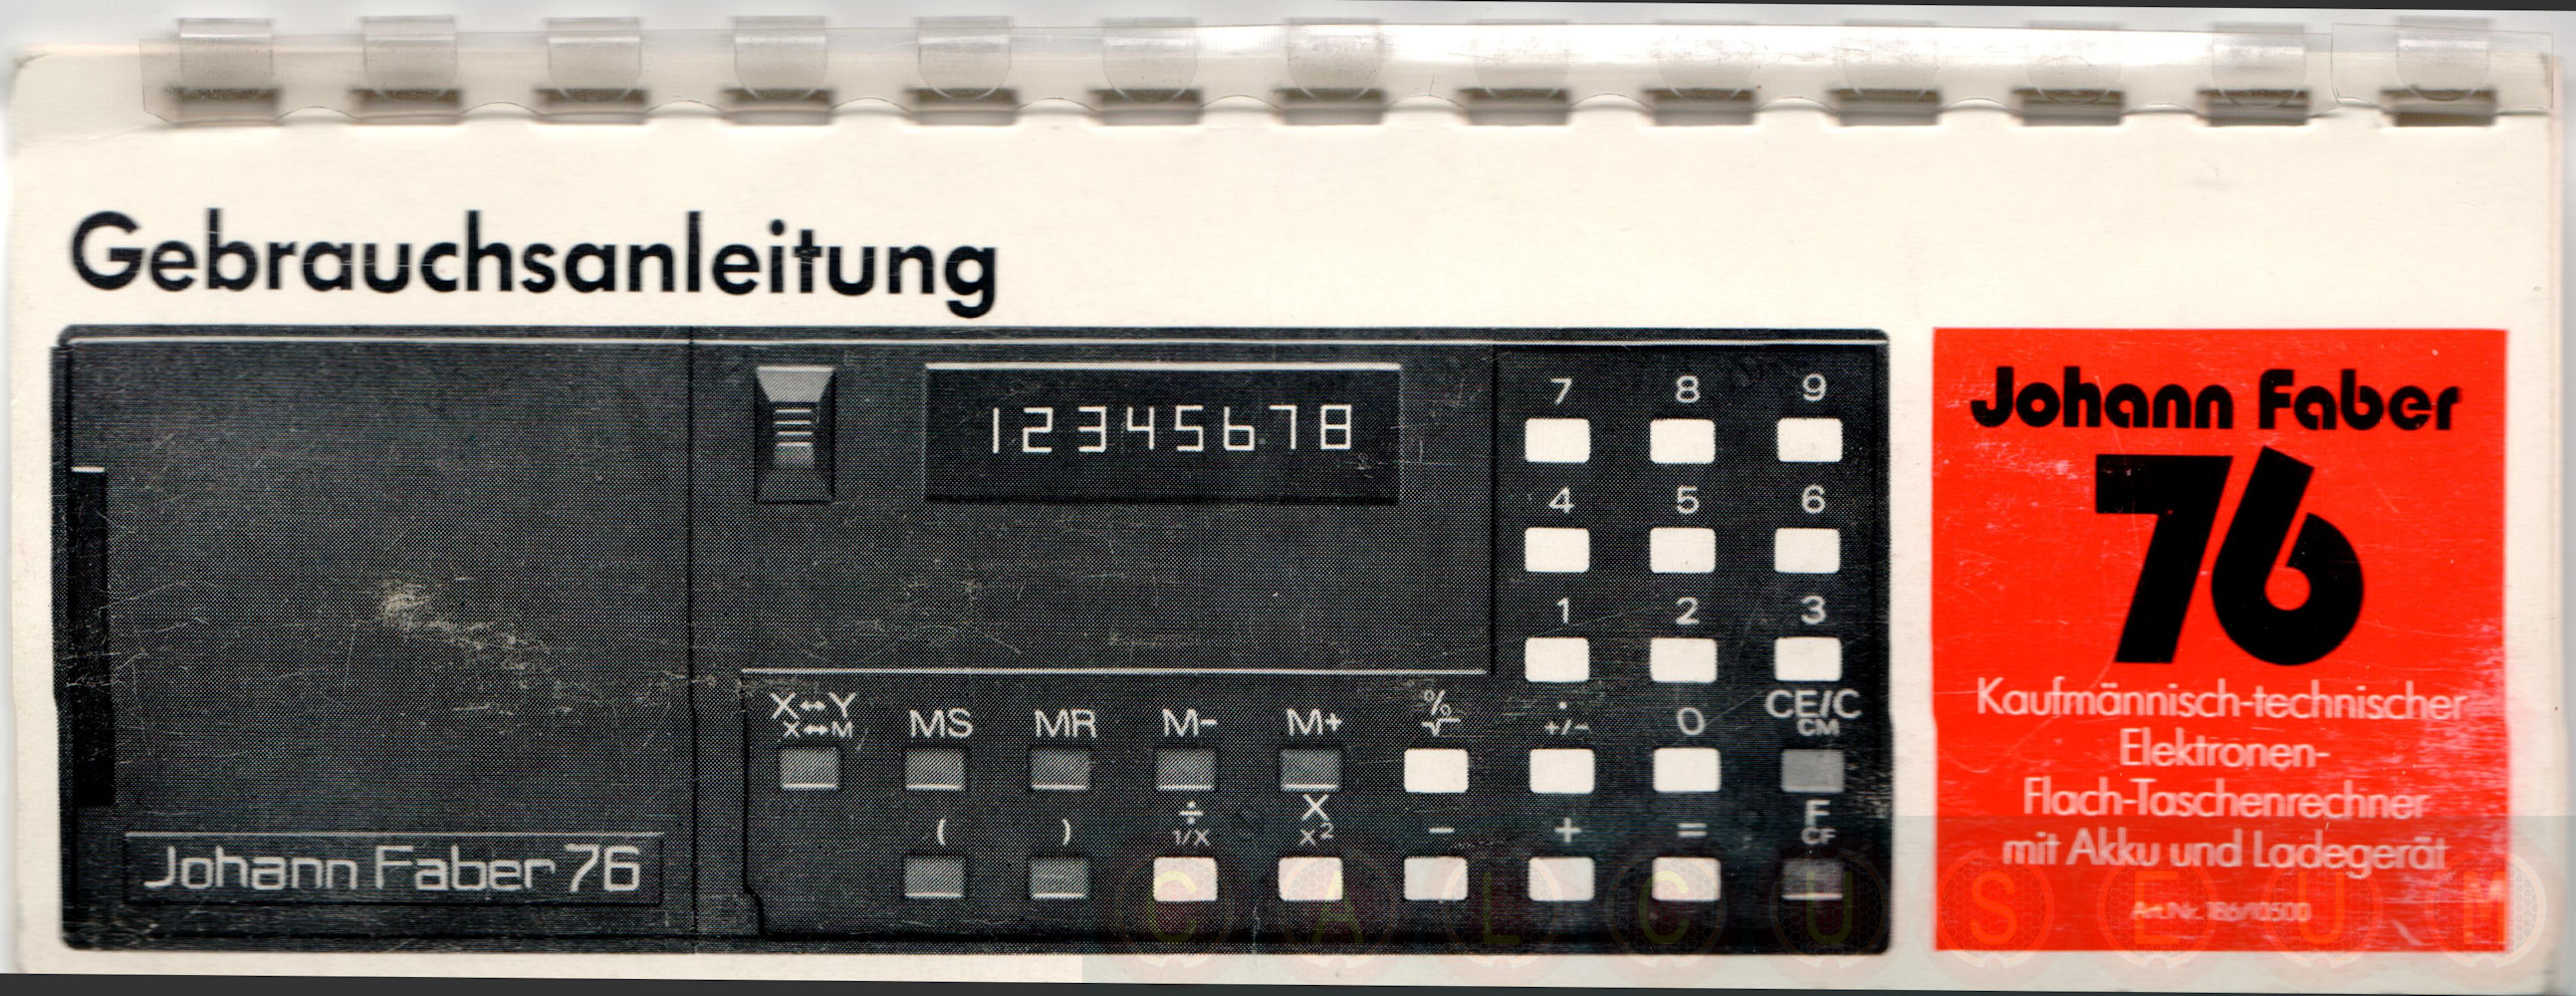 Gebrauchsanleitung
12345678
7 8 9
4 5 6
1 2 3
X↔Y MS MR M- M+ % . 0 CE/C
X↔M √ +/- CM
( ) ÷ X - + = F
1/X x² CF
Johann Faber 76
Johann Faber
76
Kaufmännisch-technischer
Elektronen-
Flach-Taschenrechner
mit Akku und Ladegerät
Art.Nr. 186/10500
CALCUSEUM